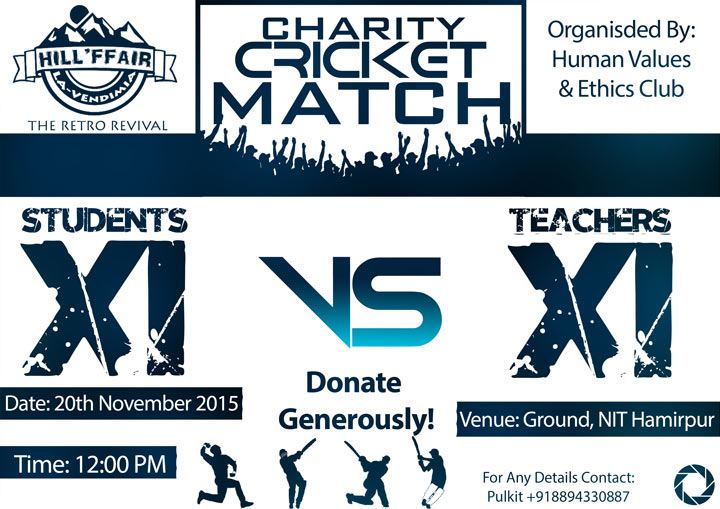 HILL'FFAIR
LA-VENDIMIA
THE RETRO REVIVAL
CHARITY
CRICKET
MATCH
Organisded By:
Human Values
& Ethics Club
STUDENTS
XI
VS
TEACHERS
XI
Date: 20th November 2015
Time: 12:00 PM
Donate
Generously!
Venue: Ground, NIT Hamirpur
For Any Details Contact:
Pulkit +918894330887